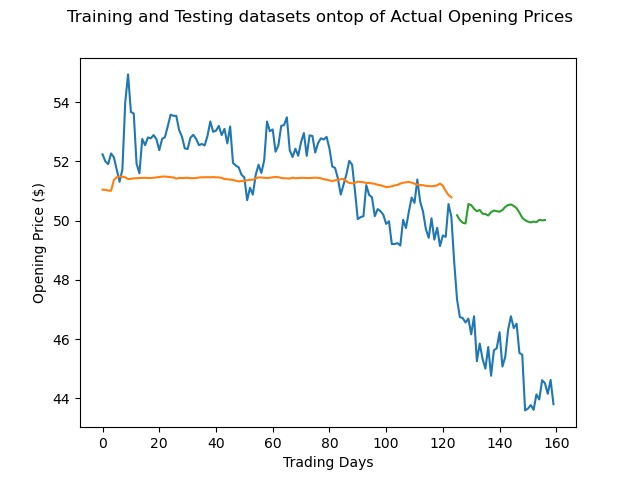 Training and Testing datasets ontop of Actual Opening Prices
Opening Price ($)
54
52
50
48
46
44
0 20 40 60 80 100 120 140 160
Trading Days